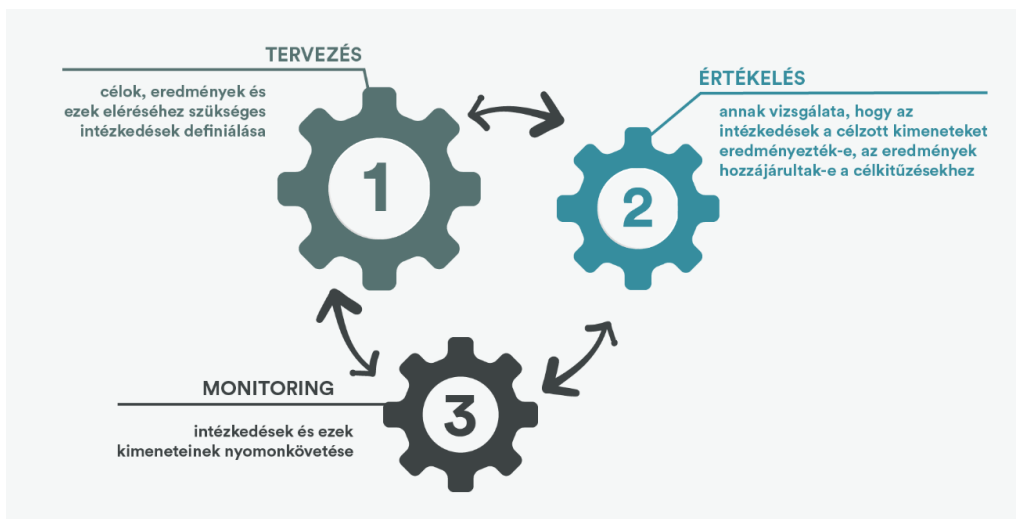 TERVEZÉS
célok, eredmények és
ezek eléréséhez szükséges
intézkedések definiálása
1
ÉRTÉKELÉS
annak vizsgálata, hogy az
intézkedések a célzott kimeneteket
eredményezték-e, az eredmények
hozzájárultak-e a célkitűzésekhez
2
MONITORING
intézkedések és ezek
kimeneteinek nyomonkövetése
3